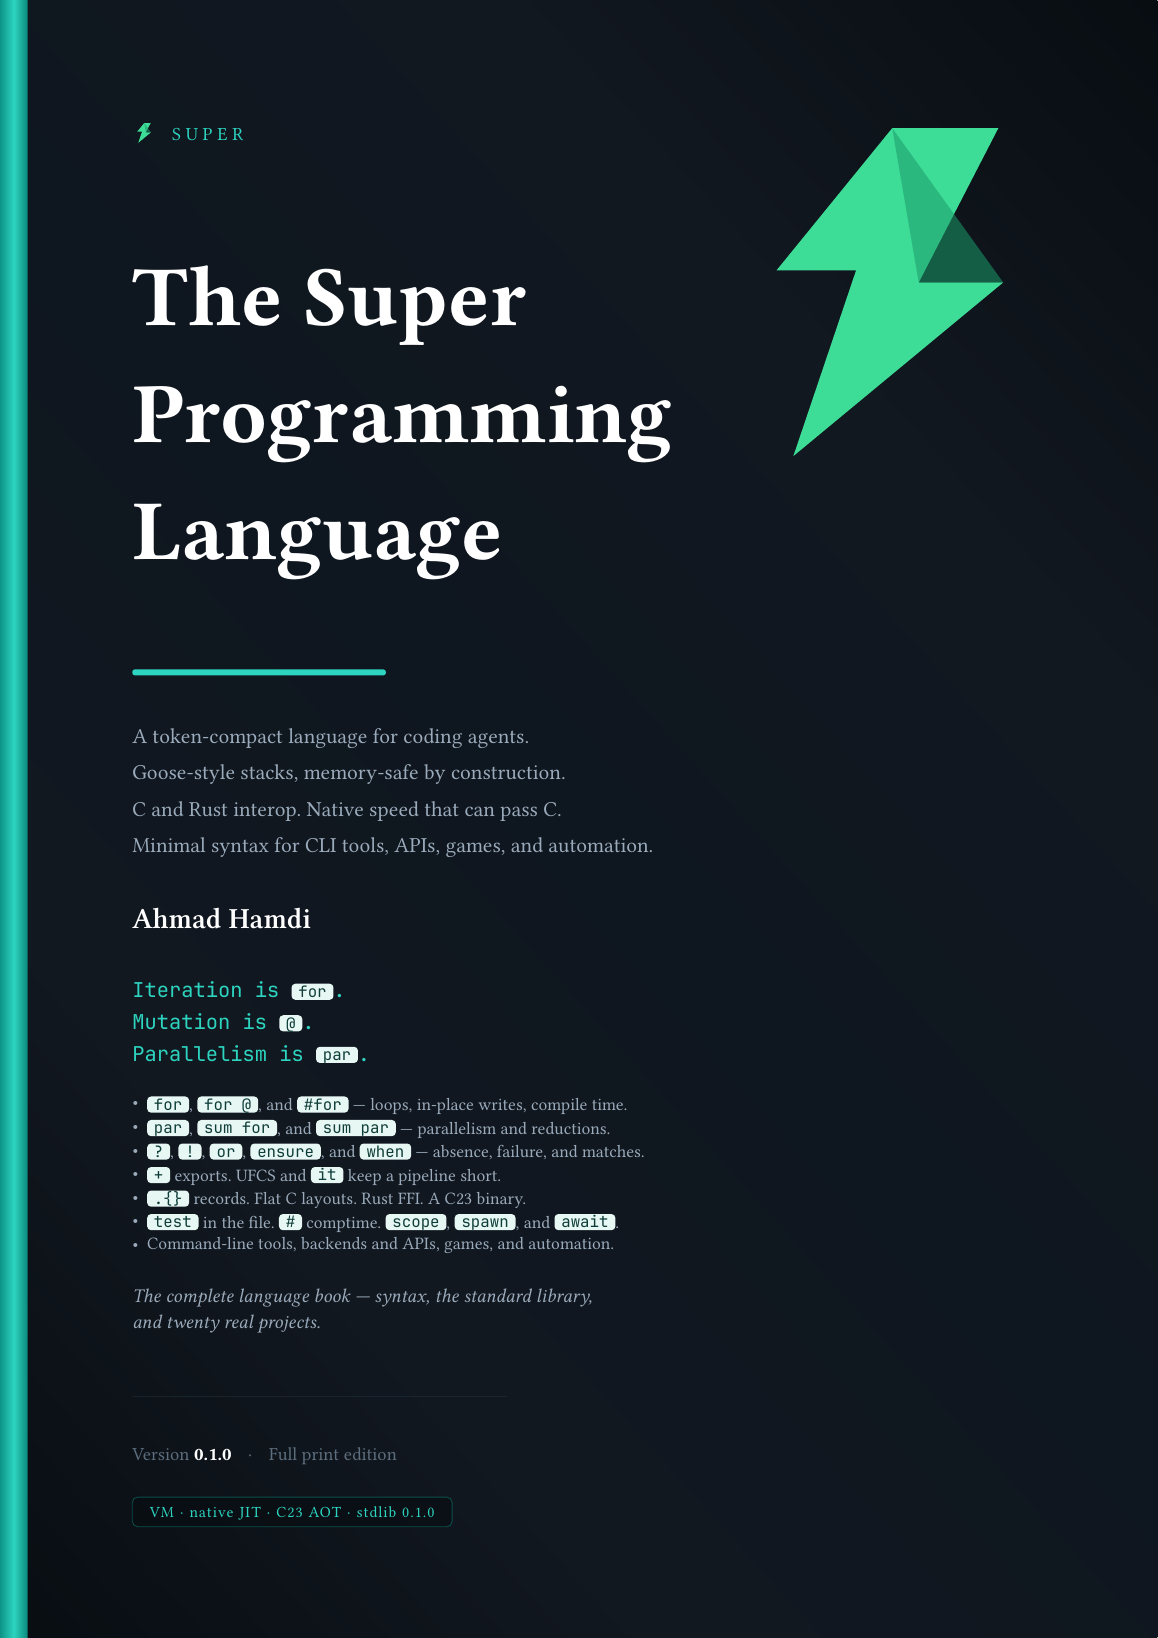 SUPER
The Super
Programming
Language
A token-compact language for coding agents.
Goose-style stacks, memory-safe by construction.
C and Rust interop. Native speed that can pass C.
Minimal syntax for CLI tools, APIs, games, and automation.
Ahmad Hamdi
Iteration is for.
Mutation is @.
Parallelism is par.
• for, for @, and #for — loops, in-place writes, compile time.
• par, sum for, and sum par — parallelism and reductions.
• ?, !, or, ensure, and when — absence, failure, and matches.
• + exports. UFCS and it keep a pipeline short.
• .{} records. Flat C layouts. Rust FFI. A C23 binary.
• test in the file. # comptime. scope, spawn, and await.
• Command-line tools, backends and APIs, games, and automation.
The complete language book — syntax, the standard library,
and twenty real projects.
Version 0.1.0 · Full print edition
VM · native JIT · C23 AOT · stdlib 0.1.0